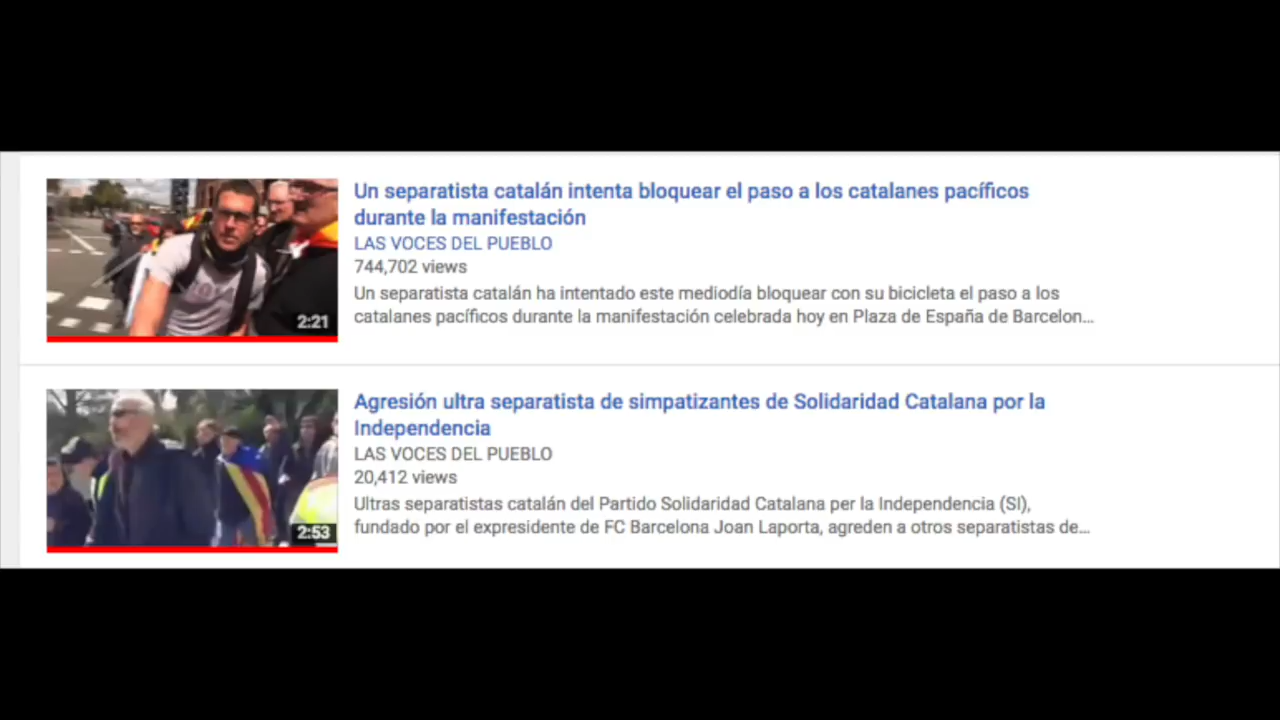 Un separatista catalán intenta bloquear el paso a los catalanes pacíficos
durante la manifestación
LAS VOCES DEL PUEBLO
744,702 views
Un separatista catalán ha intentado este mediodía bloquear con su bicicleta el paso a los
catalanes pacíficos durante la manifestación celebrada hoy en Plaza de España de Barcelon...
2:21
Agresión ultra separatista de simpatizantes de Solidaridad Catalana por la
Independencia
LAS VOCES DEL PUEBLO
20,412 views
Ultras separatistas catalán del Partido Solidaridad Catalana per la Independencia (SI),
fundado por el expresidente de FC Barcelona Joan Laporta, agreden a otros separatistas de...
2:53